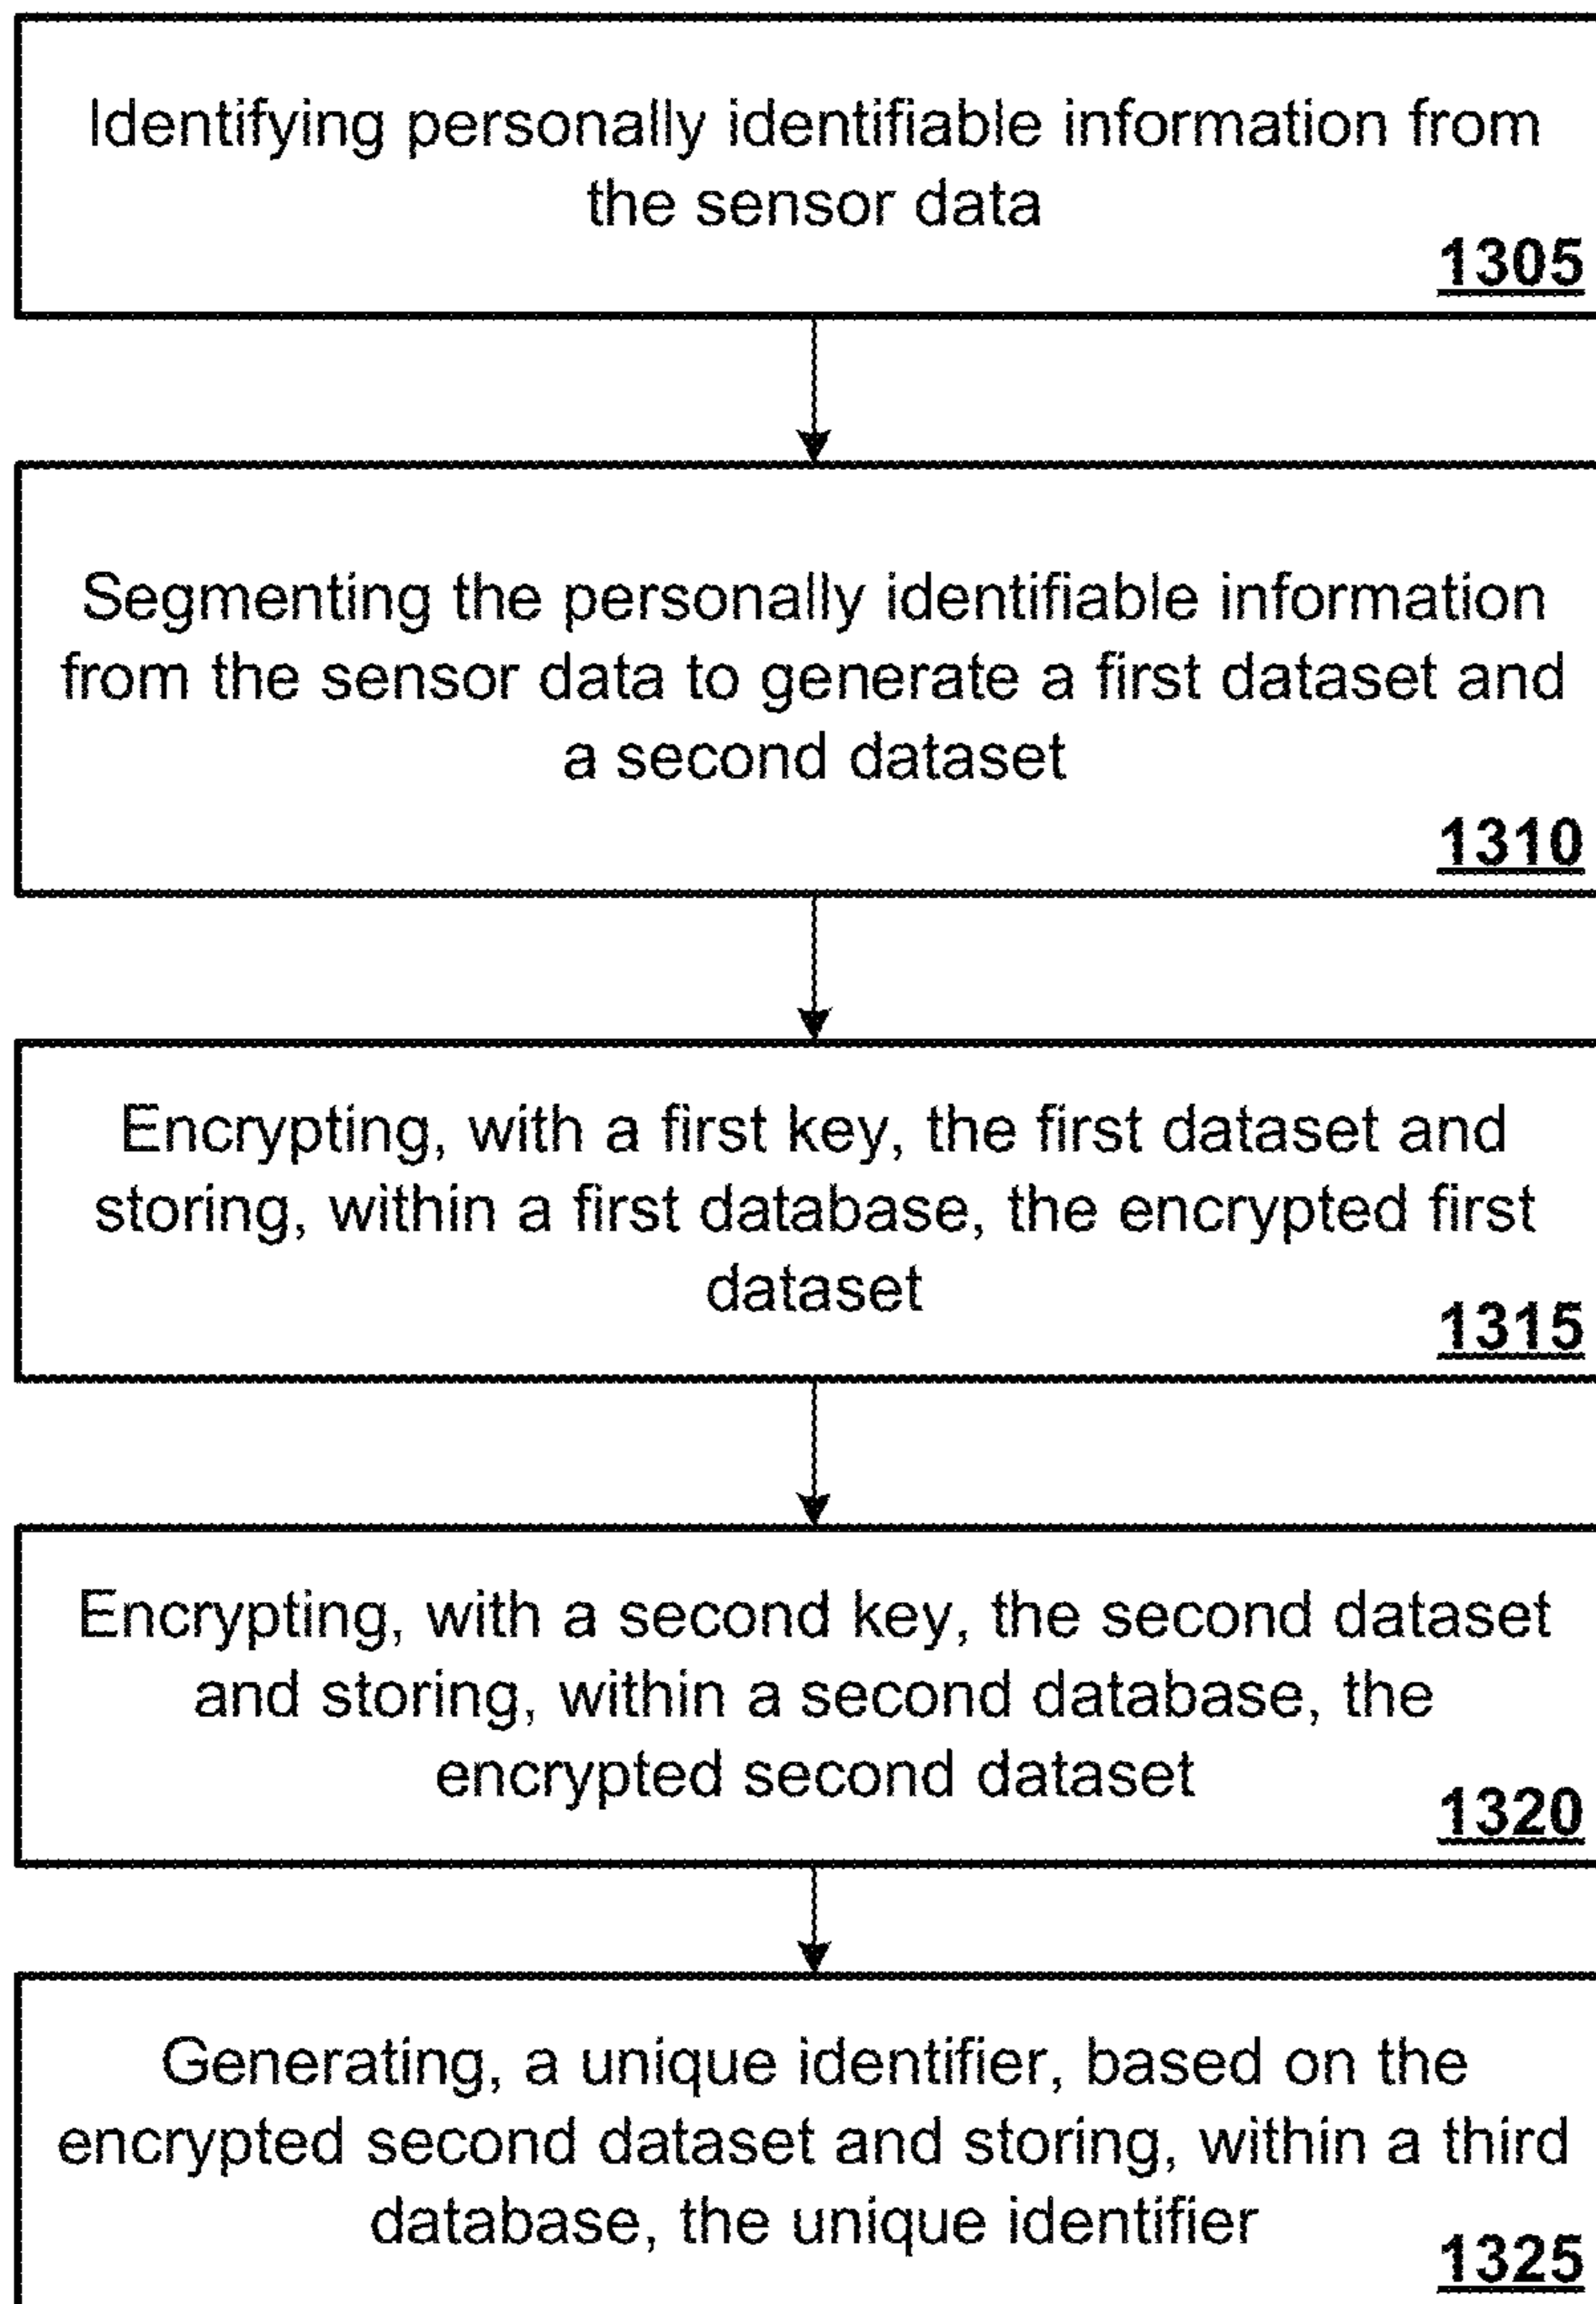 Identifying personally identifiable information from
the sensor data
1305
Segmenting the personally identifiable information
from the sensor data to generate a first dataset and
a second dataset
1310
Encrypting, with a first key, the first dataset and
storing, within a first database, the encrypted first
dataset
1315
Encrypting, with a second key, the second dataset
and storing, within a second database, the
encrypted second dataset
1320
Generating, a unique identifier, based on the
encrypted second dataset and storing, within a third
database, the unique identifier
1325